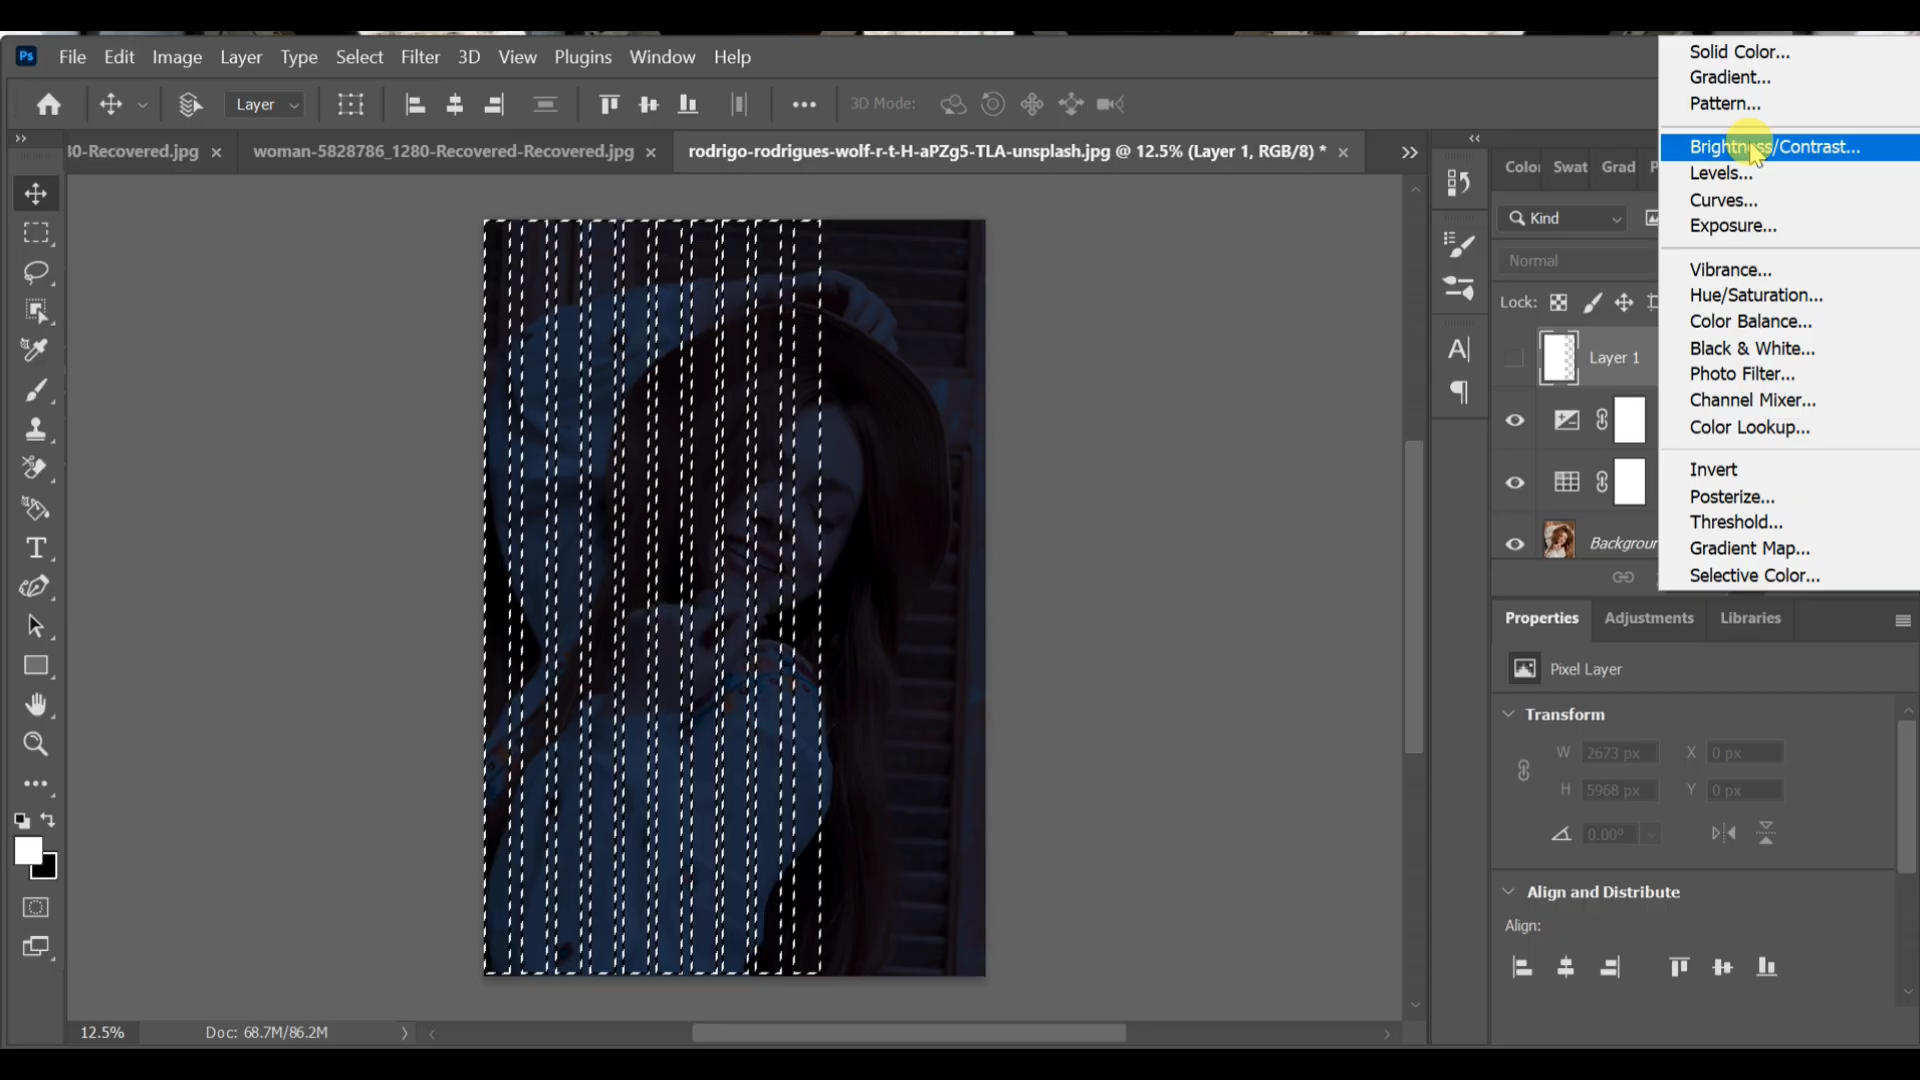 Ps File Edit Image Layer Type Select Filter 3D View Plugins Window Help
Layer 3D Mode:
30-Recovered.jpg × woman-5828786_1280-Recovered-Recovered.jpg × rodrigo-rodrigues-wolf-r-t-H-aPZg5-TLA-unsplash.jpg @ 12.5% (Layer 1, RGB/8) * ×
Color Swat Grad P
Kind
Normal
Lock:
Layer 1
Background
Solid Color...
Gradient...
Pattern...
Brightness/Contrast...
Levels...
Curves...
Exposure...
Vibrance...
Hue/Saturation...
Color Balance...
Black & White...
Photo Filter...
Channel Mixer...
Color Lookup...
Invert
Posterize...
Threshold...
Gradient Map...
Selective Color...
Properties Adjustments Libraries
Pixel Layer
Transform
W 2673 px X 0 px
H 5968 px Y 0 px
0.00°
Align and Distribute
Align:
12.5% Doc: 68.7M/86.2M